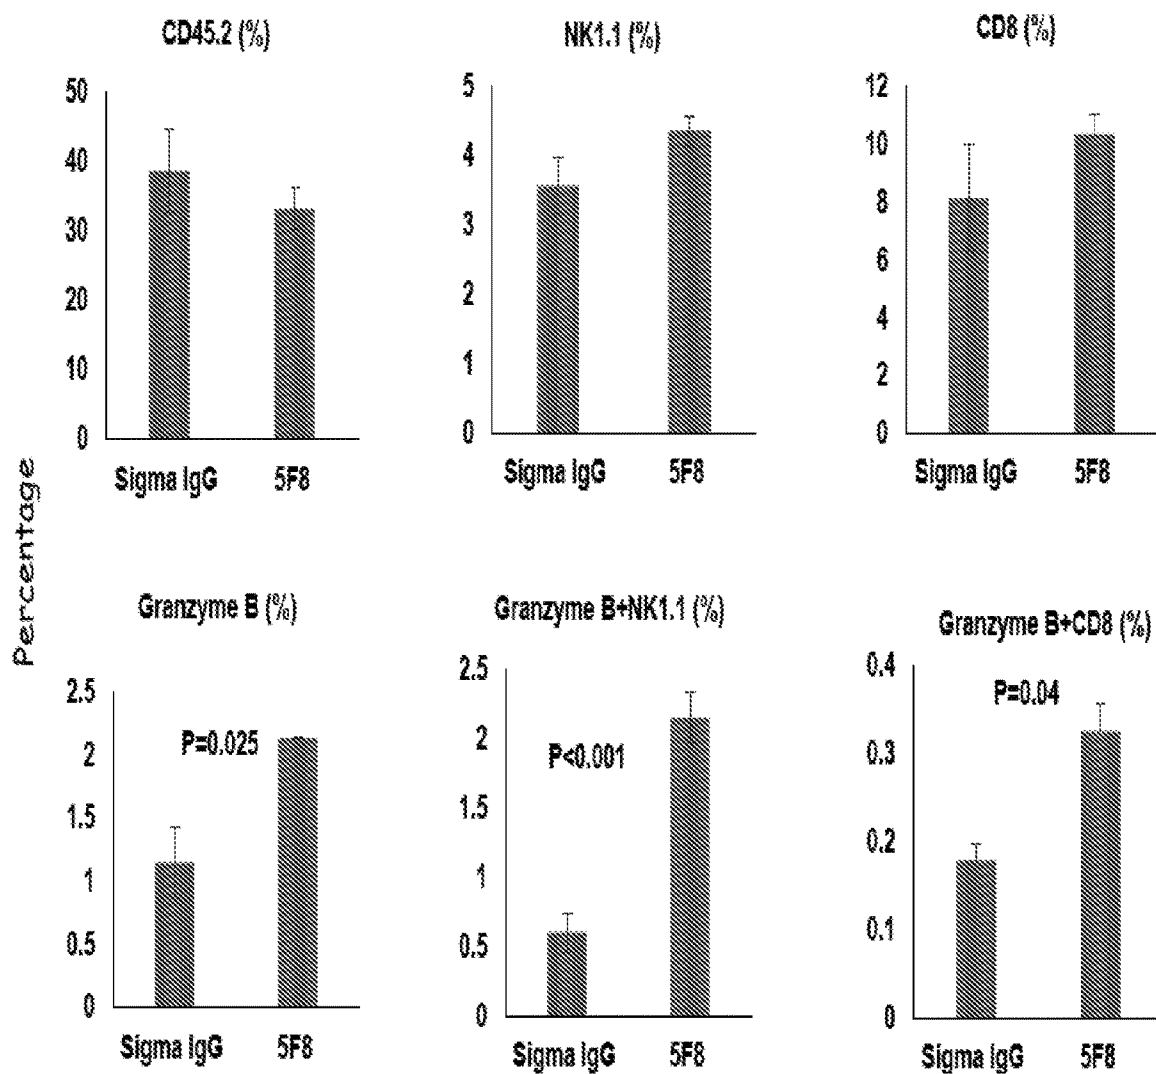 CD45.2 (%)
NK1.1 (%)
CD8 (%)
50
40
30
20
10
0
Sigma IgG 5F8
5
4
3
2
1
0
Sigma IgG 5F8
12
10
8
6
4
2
0
Sigma IgG 5F8
Percentage
Granzyme B (%)
Granzyme B+NK1.1 (%)
Granzyme B+CD8 (%)
2.5
2
1.5
1
0.5
0
P=0.025
Sigma IgG 5F8
2.5
2
1.5
1
0.5
0
P<0.001
Sigma IgG 5F8
0.4
0.3
0.2
0.1
0
P=0.04
Sigma IgG 5F8